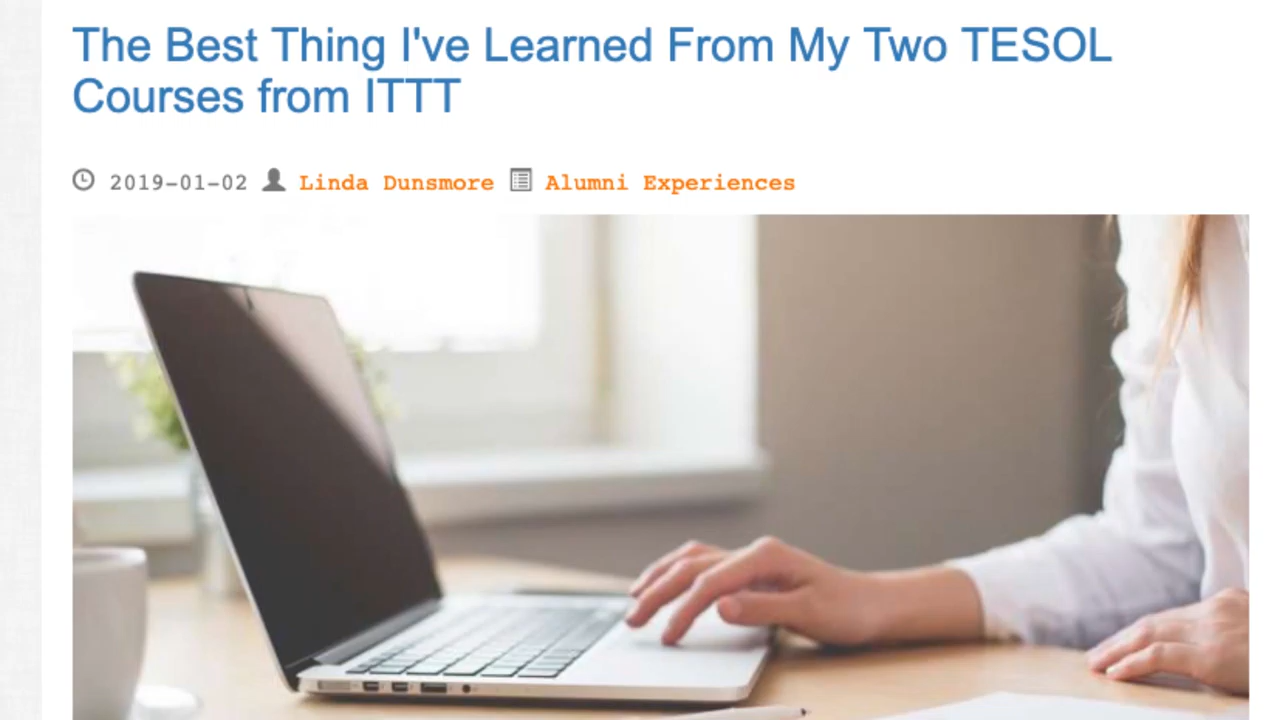 The Best Thing I've Learned From My Two TESOL
Courses from ITTT
2019-01-02 Linda Dunsmore Alumni Experiences